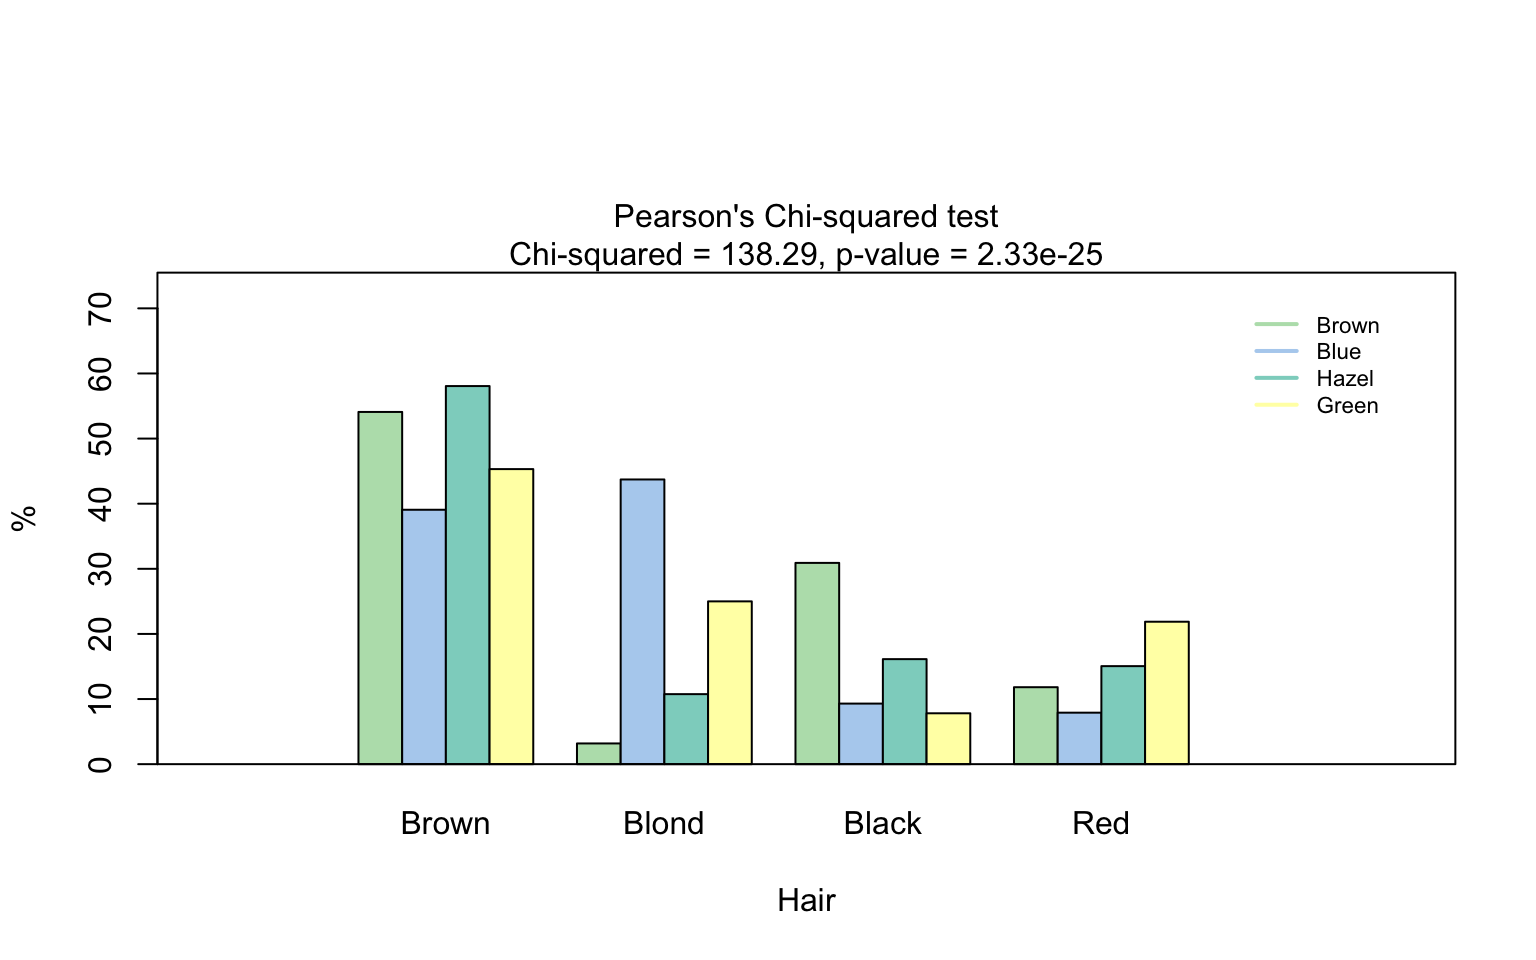 Pearson's Chi-squared test
Chi-squared = 138.29, p-value = 2.33e-25
70
60
50
40
30
20
10
0
%
Brown
Blue
Hazel
Green
Brown
Blond
Black
Red
Hair